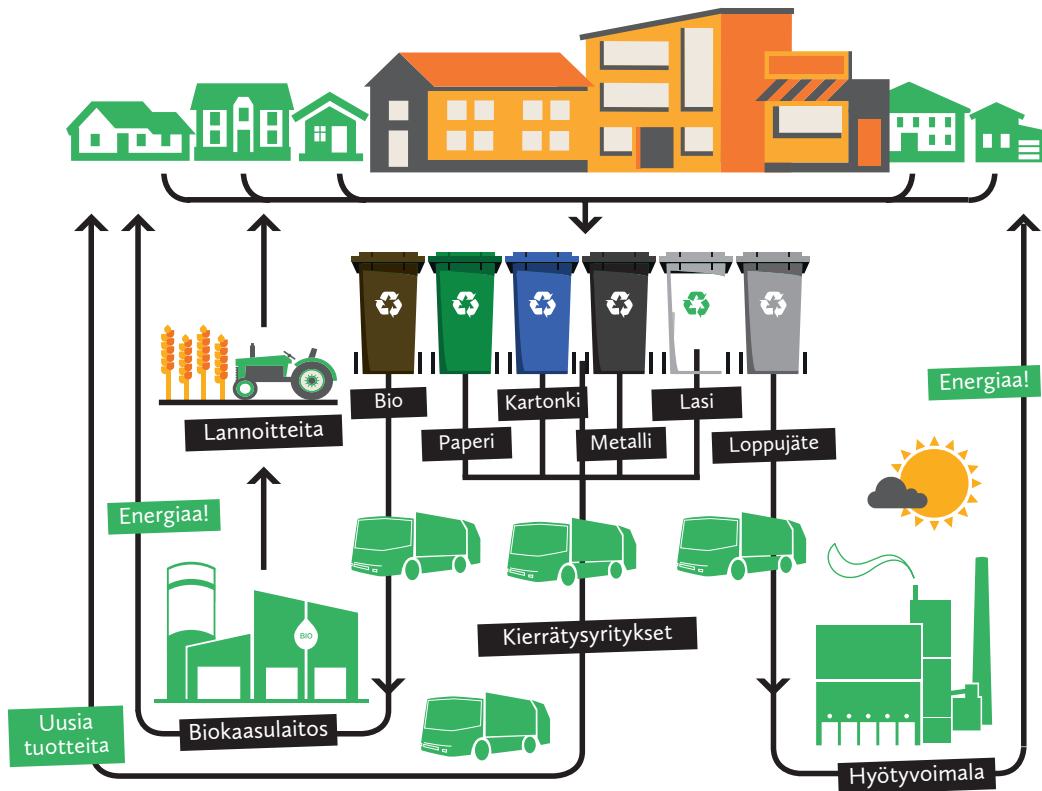 Bio
Kartonki
Lasi
Energiaa!
Lannoitteita
Paperi
Metalli
Loppujäte
Energiaa!
BIO
Kierrätysyritykset
Uusia
tuotteita
Biokaasulaitos
Hyötyvoimala